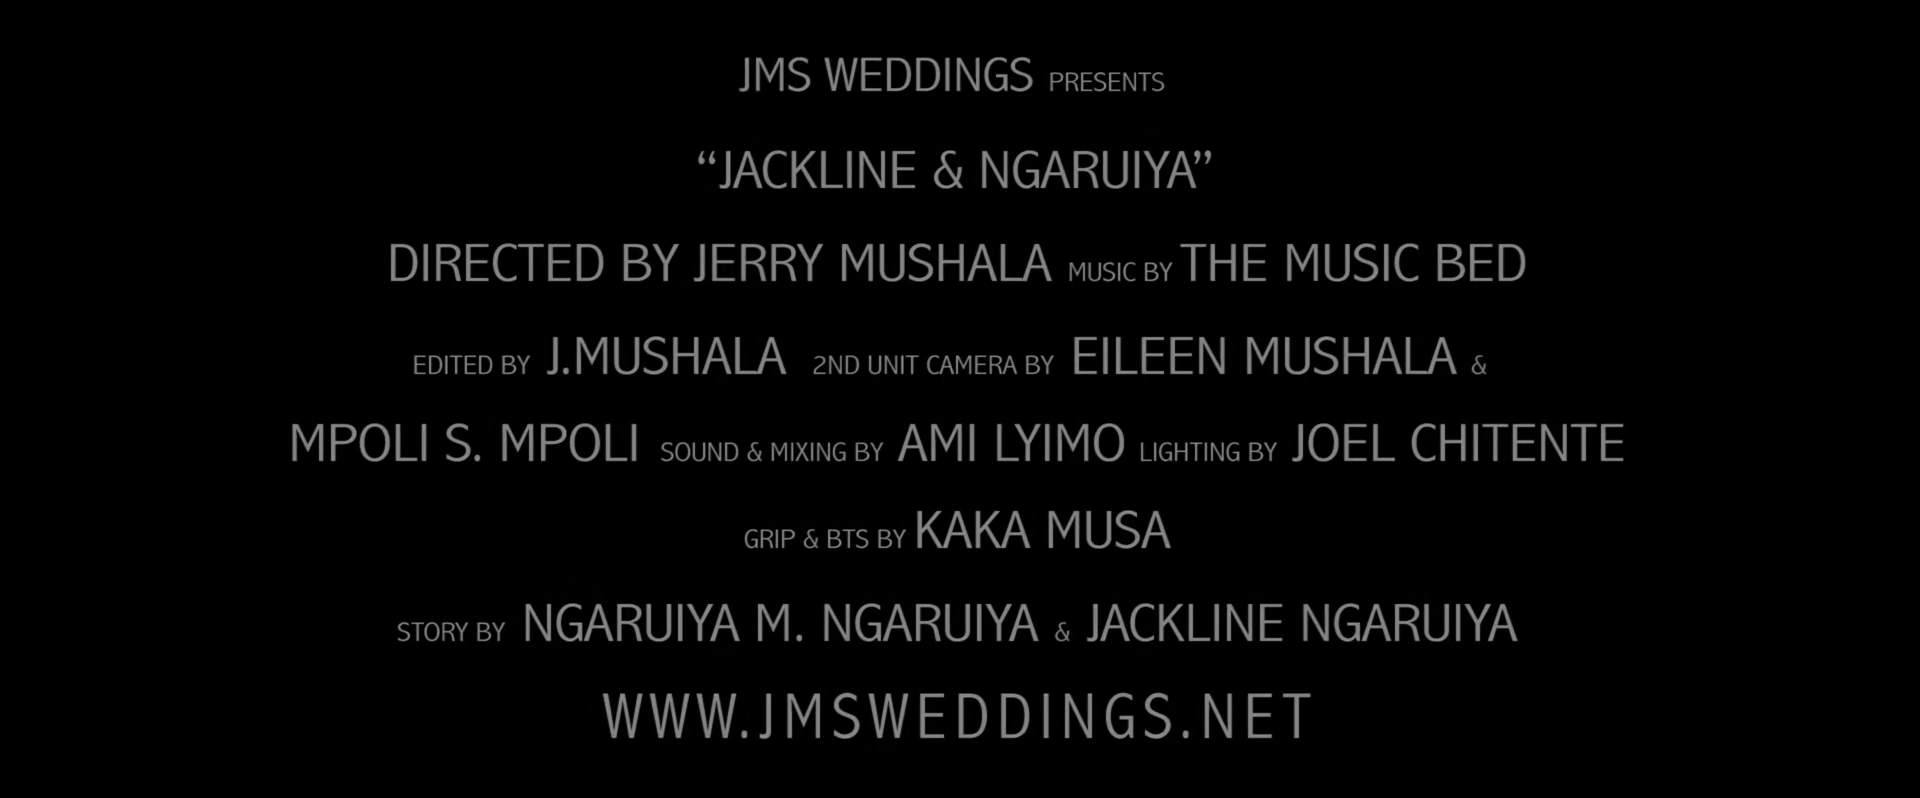 JMS WEDDINGS PRESENTS
“JACKLINE & NGARUIYA”
DIRECTED BY JERRY MUSHALA MUSIC BY THE MUSIC BED
EDITED BY J.MUSHALA 2ND UNIT CAMERA BY EILEEN MUSHALA &
MPOLI S. MPOLI SOUND & MIXING BY AMI LYIMO LIGHTING BY JOEL CHITENTE
GRIP & BTS BY KAKA MUSA
STORY BY NGARUIYA M. NGARUIYA & JACKLINE NGARUIYA
WWW.JMSWEDDINGS.NET